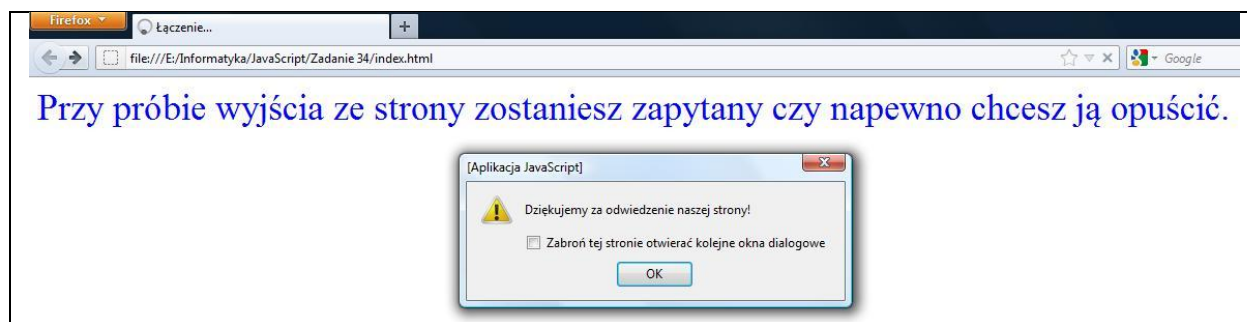 Firefox
Łączenie...
file:///E:/Informatyka/JavaScript/Zadanie 34/index.html
Google
Przy próbie wyjścia ze strony zostaniesz zapytany czy napewno chcesz ją opuścić.
[Aplikacja JavaScript]
Dziękujemy za odwiedzenie naszej strony!
Zabroń tej stronie otwierać kolejne okna dialogowe
OK